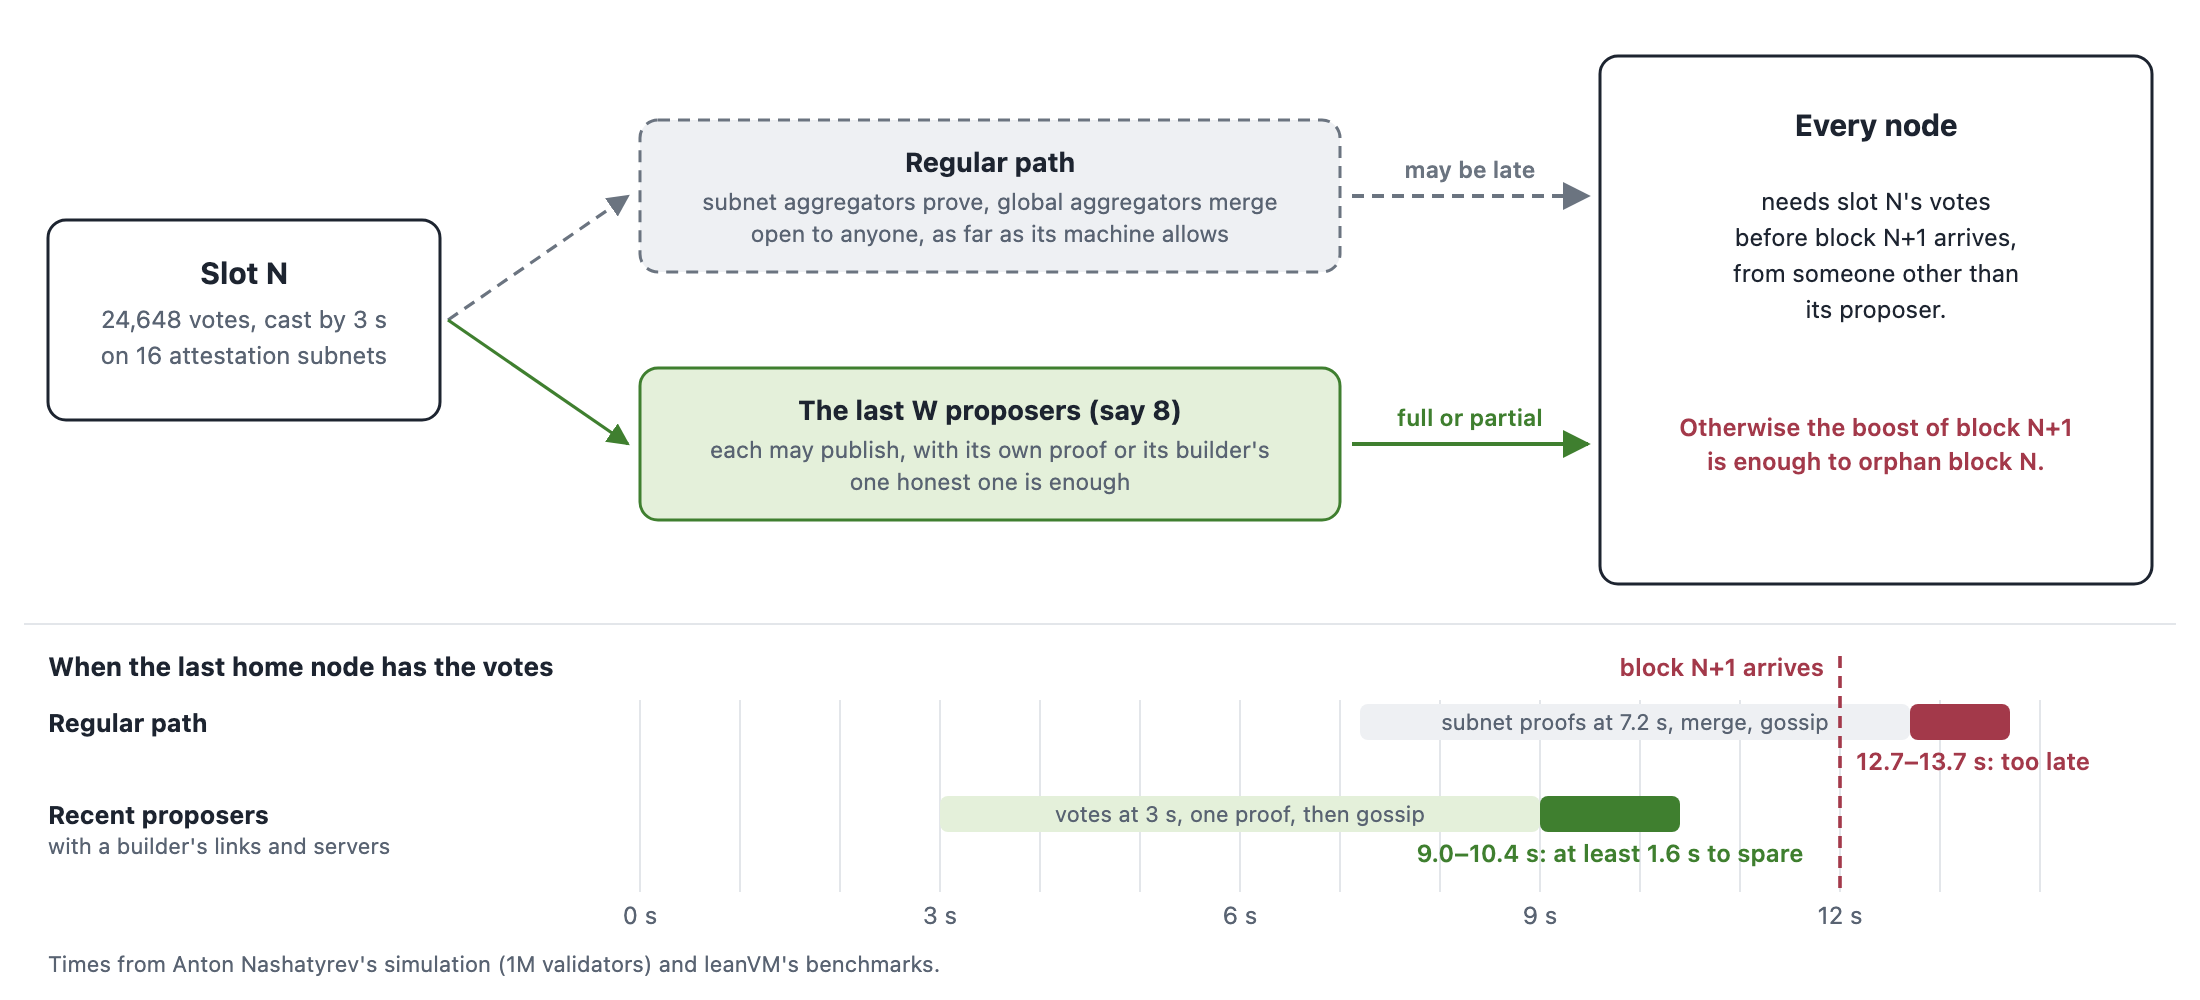 Slot N
24,648 votes, cast by 3 s
on 16 attestation subnets
Regular path
subnet aggregators prove, global aggregators merge
open to anyone, as far as its machine allows
The last W proposers (say 8)
each may publish, with its own proof or its builder's
one honest one is enough
may be late
full or partial
Every node
needs slot N's votes
before block N+1 arrives,
from someone other than
its proposer.
Otherwise the boost of block N+1
is enough to orphan block N.
When the last home node has the votes
block N+1 arrives
Regular path
subnet proofs at 7.2 s, merge, gossip
12.7–13.7 s: too late
Recent proposers
with a builder's links and servers
votes at 3 s, one proof, then gossip
9.0–10.4 s: at least 1.6 s to spare
0 s
3 s
6 s
9 s
12 s
Times from Anton Nashatyrev's simulation (1M validators) and leanVM's benchmarks.